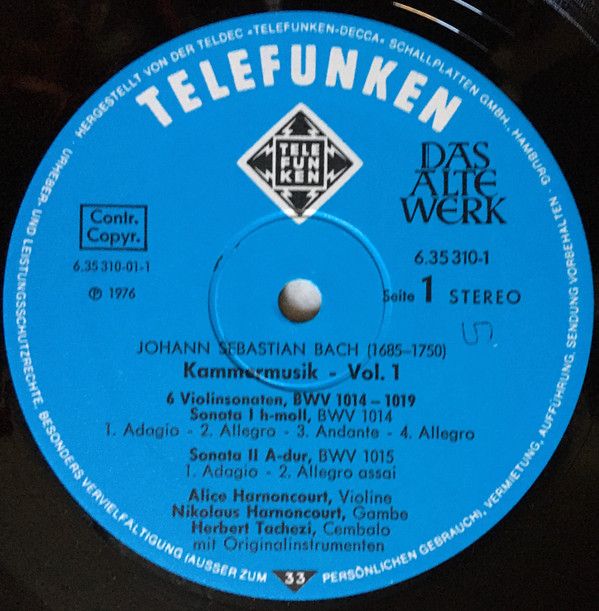 · HERGESTELLT VON DER TELDEC »TELEFUNKEN-DECCA« SCHALLPLATTEN GMBH., HAMBURG · SENDUNG VORBEHALTEN
URHEBER- UND LEISTUNGSSCHUTZRECHTE, BESONDERS VERVIELFÄLTIGUNG (AUSSER ZUM PERSÖNLICHEN GEBRAUCH), VERMIETUNG, AUFFÜHRUNG,
TELEFUNKEN
TELE
FUN
KEN
DAS
ALTE
WERK
Contr.
Copyr.
6.35 310-01-1
℗ 1976
6.35 310-1
Seite 1 STEREO
5
JOHANN SEBASTIAN BACH (1685–1750)
Kammermusik - Vol. 1
6 Violinsonaten, BWV 1014 – 1019
Sonata I h-moll, BWV 1014
1. Adagio - 2. Allegro - 3. Andante - 4. Allegro
Sonata II A-dur, BWV 1015
1. Adagio - 2. Allegro assai
Alice Harnoncourt, Violine
Nikolaus Harnoncourt, Gambe
Herbert Tachezi, Cembalo
mit Originalinstrumenten
33